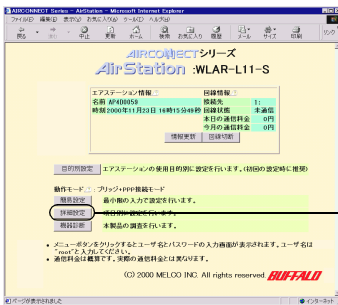 AIRCONNECT Series - AirStation - Microsoft Internet Explorer
ファイル(F) 編集(E) 表示(V) お気に入り(A) ツール(T) ヘルプ(H)
戻る 進む 中止 更新 ホーム 検索 お気に入り 履歴 メール サイズ 印刷 リンク
AIRCONNECTシリーズ
AirStation :WLAR-L11-S
エアステーション情報 回線情報
名前 AP4D0059 接続先 1:
時刻 2000年11月23日 16時15分49秒 回線状態 未通信
本日の通信料金 0円
今月の通信料金 0円
情報更新 回線切断
目的別設定 エアステーションの使用目的別に設定を行います。(初回の設定時に推奨)
動作モード : ブリッジ+PPP接続モード
簡易設定 最小限の入力で設定を行います。
詳細設定 項目別に設定を行います。
機器診断 本製品の調査を行います。
• メニューボタンをクリックするとユーザ名とパスワードの入力画面が表示されます。ユーザ名は
"root"と入力してください。
• 通信料金は概算です。実際の通信料金とは異なります。
(C) 2000 MELCO INC. All rights reserved. BUFFALO
ページが表示されました インターネット